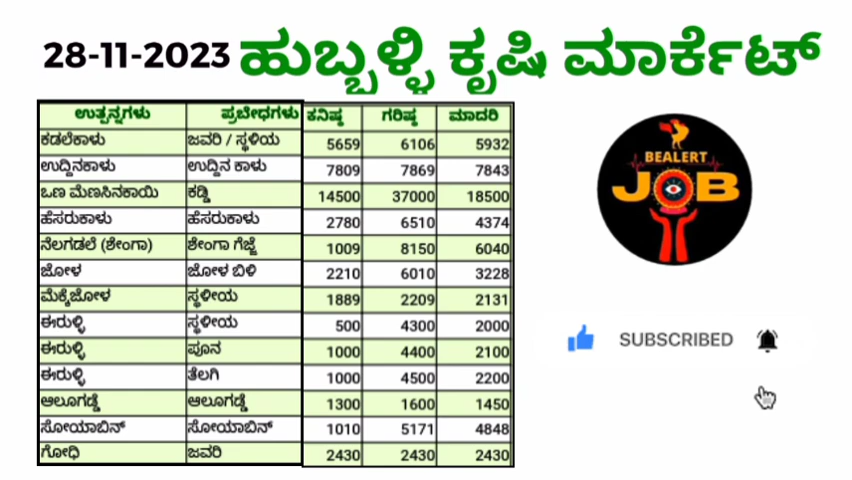 28-11-2023 ಹುಬ್ಬಳ್ಳಿ ಕೃಷಿ ಮಾರ್ಕೆಟ್
ಉತ್ಪನ್ನಗಳು ಪ್ರಬೇಧಗಳು ಕನಿಷ್ಠ ಗರಿಷ್ಠ ಮಾದರಿ
ಕಡಲೆಕಾಳು ಜವರಿ / ಸ್ಥಳೀಯ 5659 6106 5932
ಉದ್ದಿನಕಾಳು ಉದ್ದಿನ ಕಾಳು 7809 7869 7843
ಒಣ ಮೆಣಸಿನಕಾಯಿ ಕಡ್ಡಿ 14500 37000 18500
ಹೆಸರುಕಾಳು ಹೆಸರುಕಾಳು 2780 6510 4374
ನೆಲಗಡಲೆ (ಶೇಂಗಾ) ಶೇಂಗಾ ಗೆಜ್ಜೆ 1009 8150 6040
ಜೋಳ ಜೋಳ ಬಿಳಿ 2210 6010 3228
ಮೆಕ್ಕೆಜೋಳ ಸ್ಥಳೀಯ 1889 2209 2131
ಈರುಳ್ಳಿ ಸ್ಥಳೀಯ 500 4300 2000
ಈರುಳ್ಳಿ ಪೂನ 1000 4400 2100
ಈರುಳ್ಳಿ ತೆಲಗಿ 1000 4500 2200
ಆಲೂಗಡ್ಡೆ ಆಲೂಗಡ್ಡೆ 1300 1600 1450
ಸೋಯಾಬಿನ್ ಸೋಯಾಬಿನ್ 1010 5171 4848
ಗೋಧಿ ಜವರಿ 2430 2430 2430
BEALERT
JOB
SUBSCRIBED